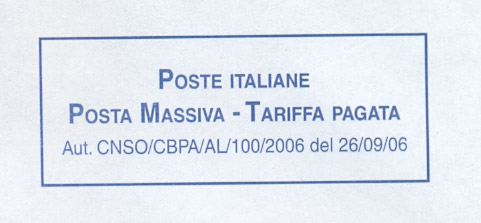 POSTE ITALIANE
POSTA MASSIVA - TARIFFA PAGATA
Aut. CNSO/CBPA/AL/100/2006 del 26/09/06